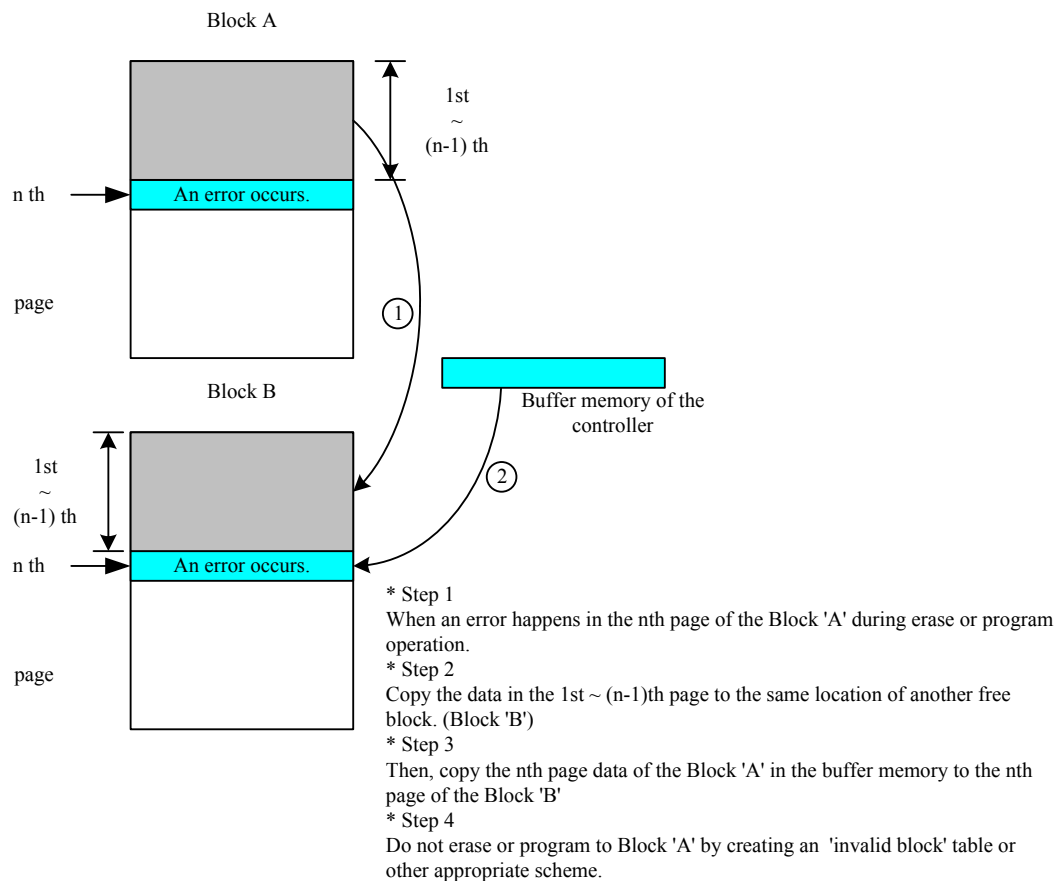 Block A
1st
~
(n-1) th
n th
An error occurs.
page
1
Block B
Buffer memory of the
controller
1st
~
(n-1) th
2
n th
An error occurs.
page
* Step 1
When an error happens in the nth page of the Block 'A' during erase or program
operation.
* Step 2
Copy the data in the 1st ~ (n-1)th page to the same location of another free
block. (Block 'B')
* Step 3
Then, copy the nth page data of the Block 'A' in the buffer memory to the nth
page of the Block 'B'
* Step 4
Do not erase or program to Block 'A' by creating an 'invalid block' table or
other appropriate scheme.